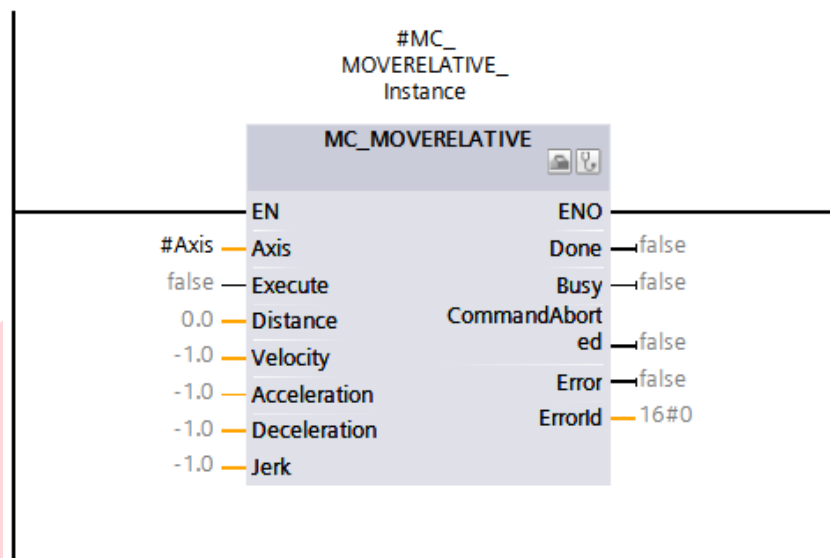 #MC_
MOVERELATIVE_
Instance
MC_MOVERELATIVE
EN ENO
#Axis Axis Done false
false Execute Busy false
0.0 Distance CommandAbort
ed false
-1.0 Velocity
-1.0 Acceleration Error false
-1.0 Deceleration ErrorId 16#0
-1.0 Jerk